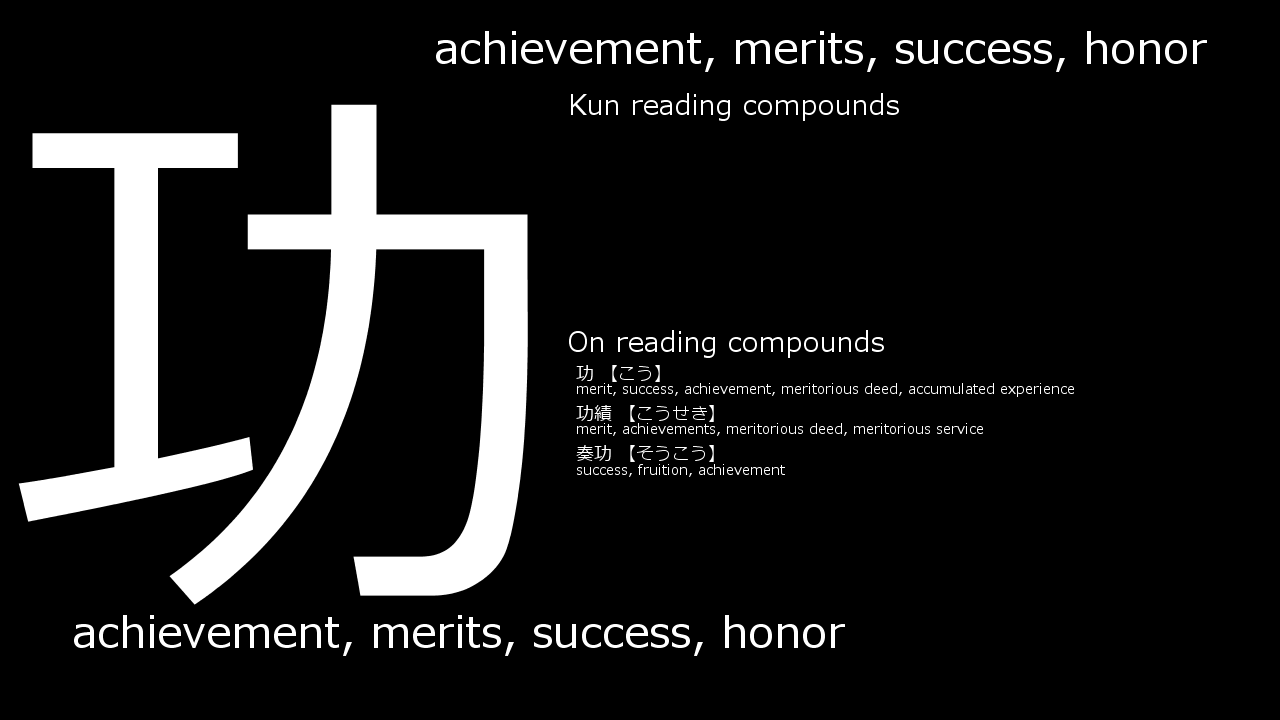 achievement, merits, success, honor
Kun reading compounds
功
On reading compounds
功 【こう】
merit, success, achievement, meritorious deed, accumulated experience
功績 【こうせき】
merit, achievements, meritorious deed, meritorious service
奏功 【そうこう】
success, fruition, achievement
achievement, merits, success, honor